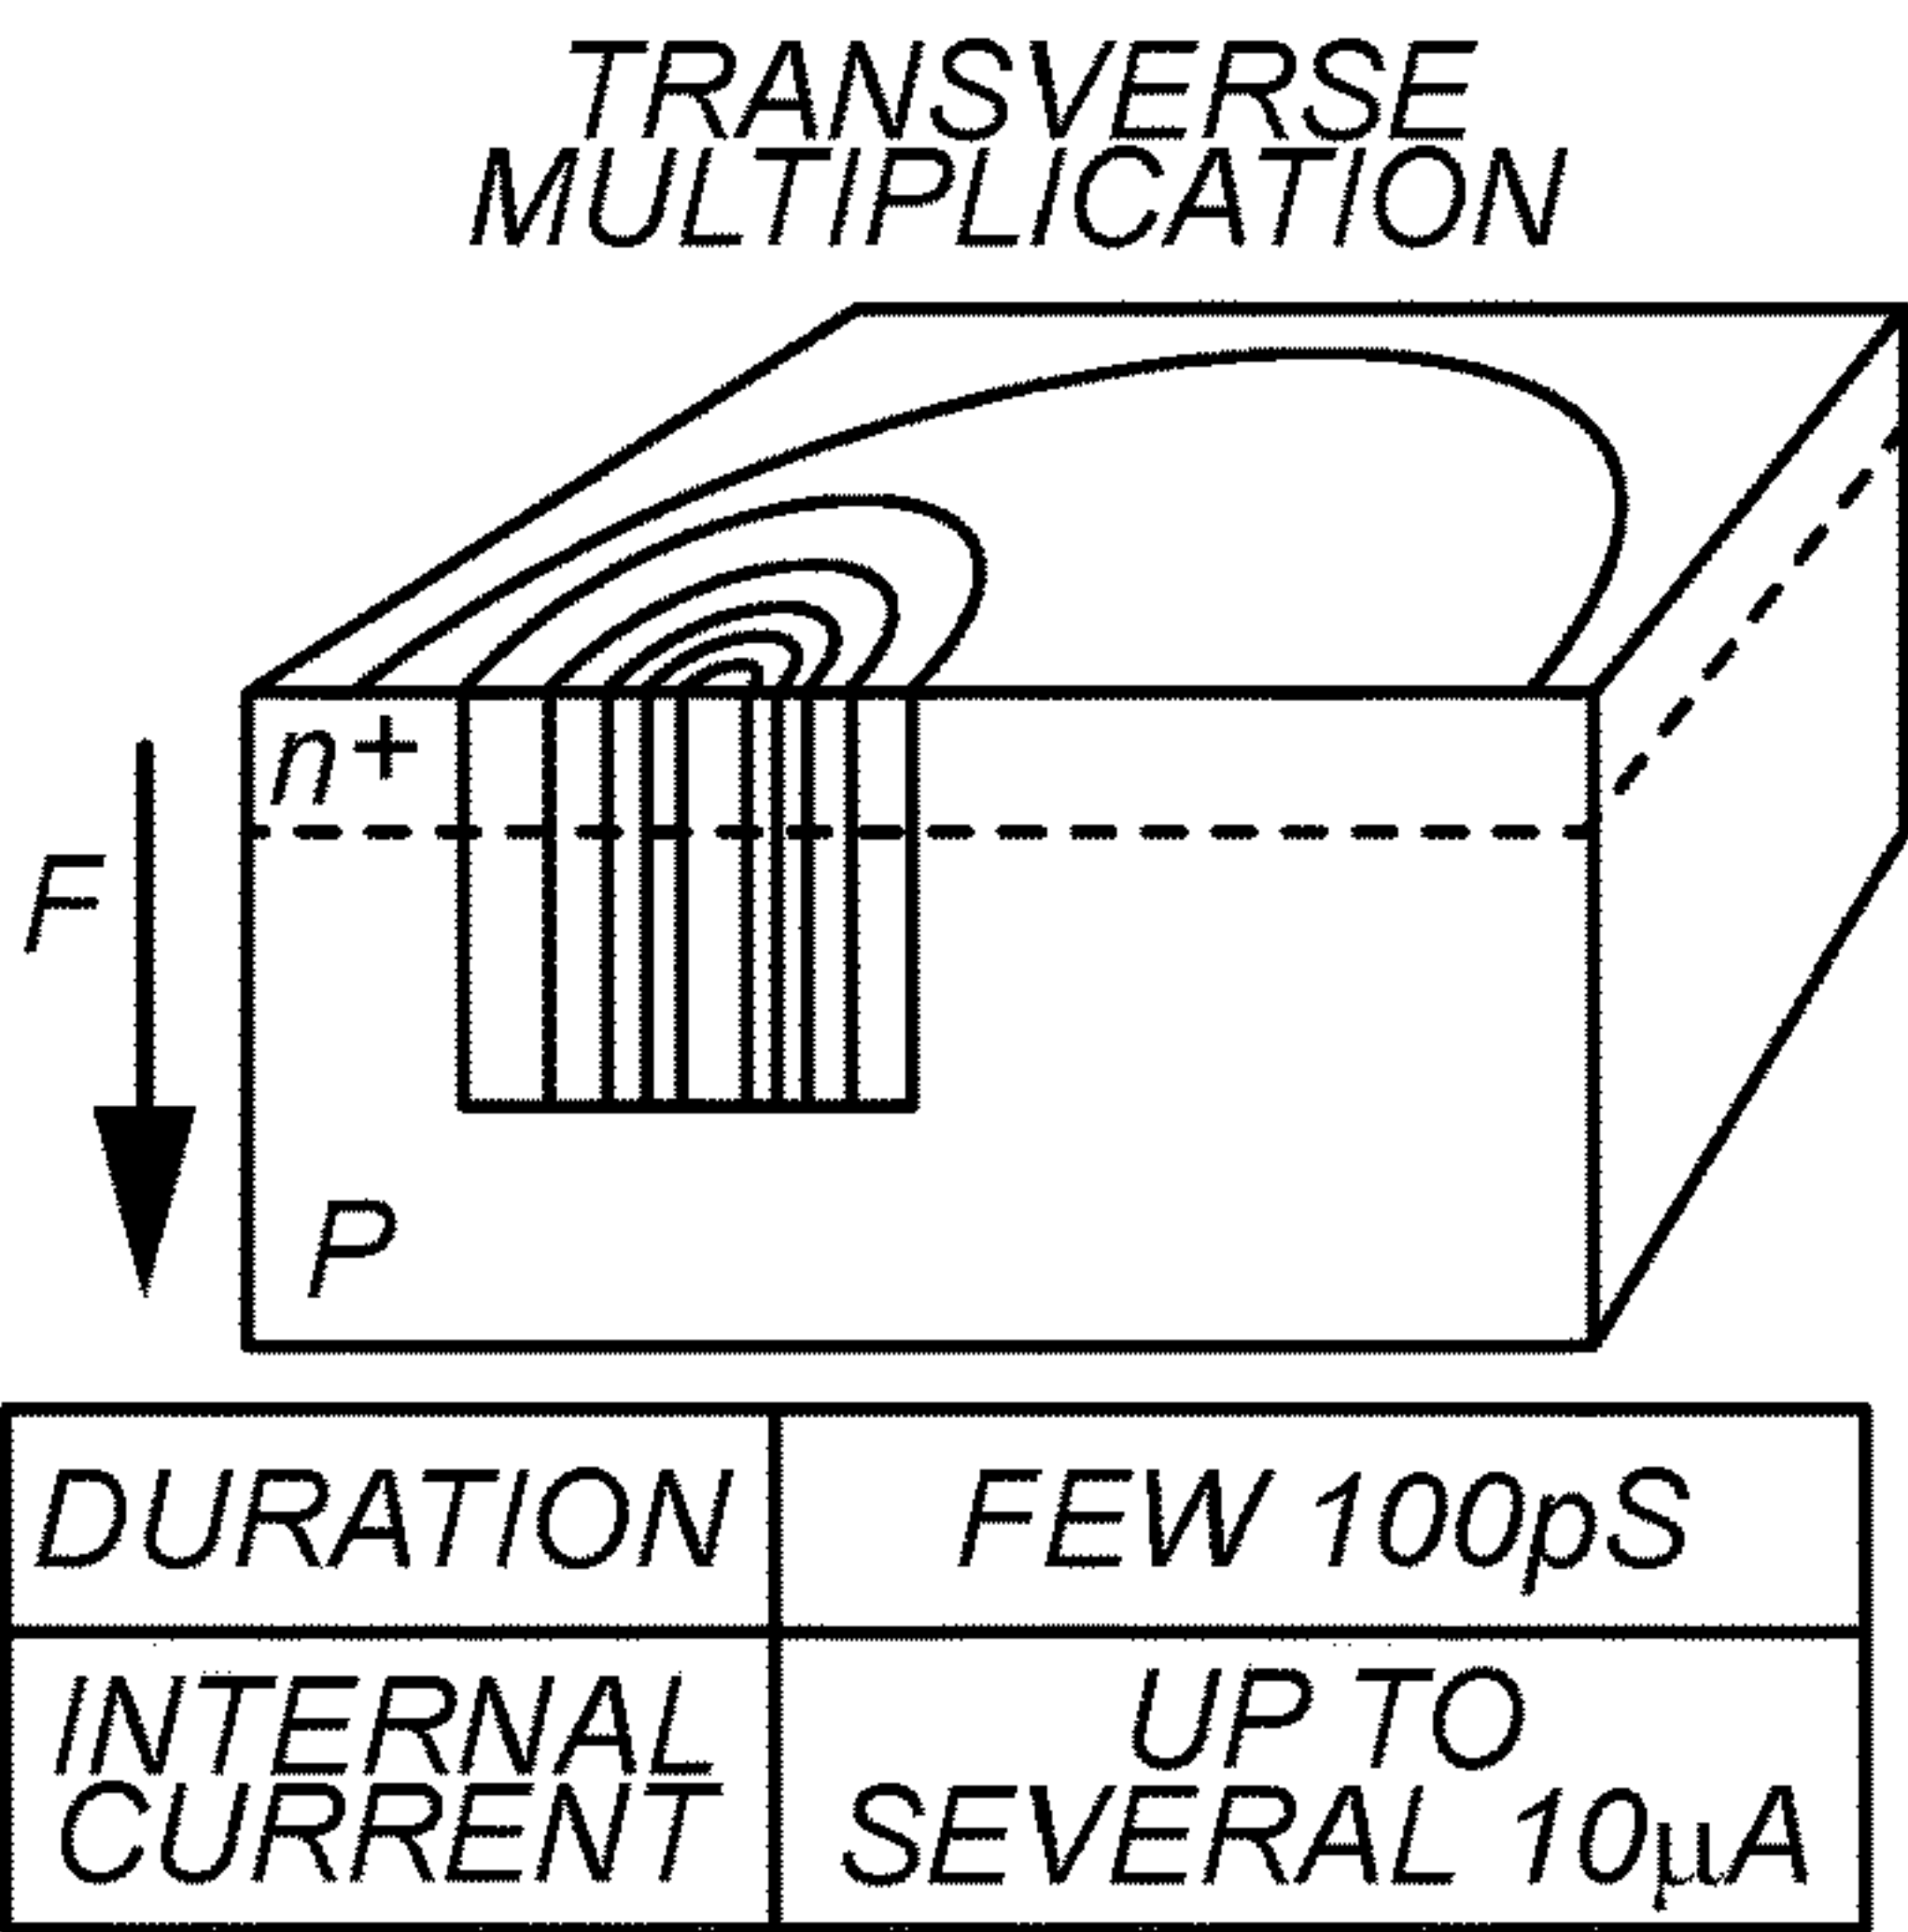 TRANSVERSE
MULTIPLICATION
n+
F
P
DURATION
FEW 100pS
INTERNAL
CURRENT
UP TO
SEVERAL 10µA